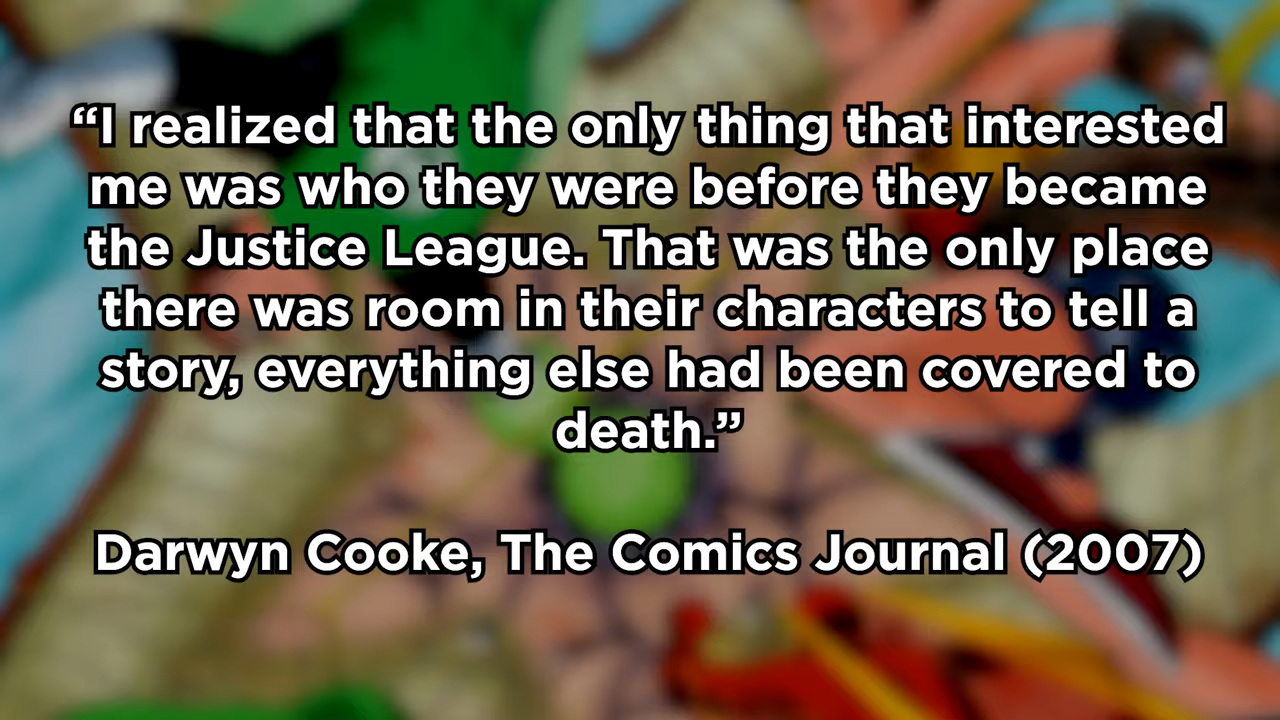 “I realized that the only thing that interested
me was who they were before they became
the Justice League. That was the only place
there was room in their characters to tell a
story, everything else had been covered to
death.”
Darwyn Cooke, The Comics Journal (2007)